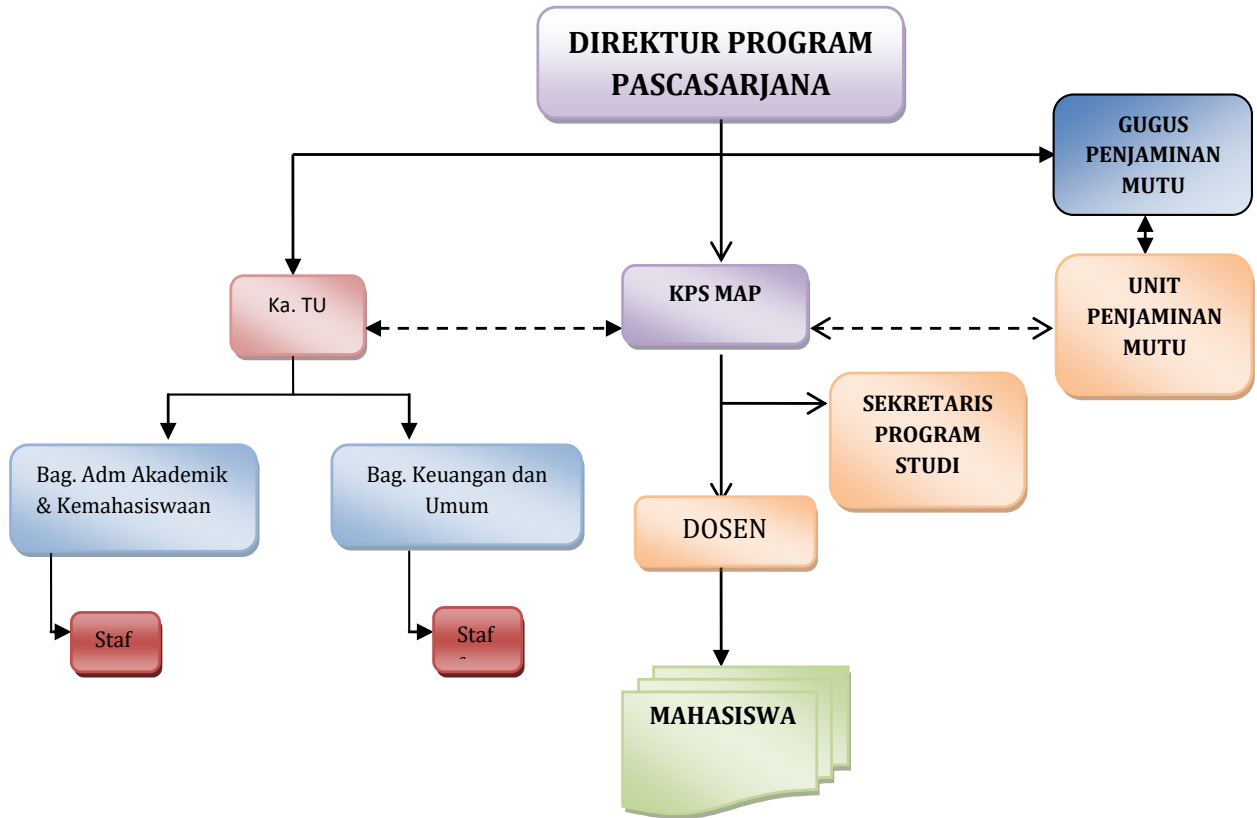 DIREKTUR PROGRAM
PASCASARJANA
GUGUS
PENJAMINAN
MUTU
Ka. TU
KPS MAP
UNIT
PENJAMINAN
MUTU
SEKRETARIS
PROGRAM
STUDI
Bag. Adm Akademik
& Kemahasiswaan
Bag. Keuangan dan
Umum
DOSEN
Staf
Staf
MAHASISWA